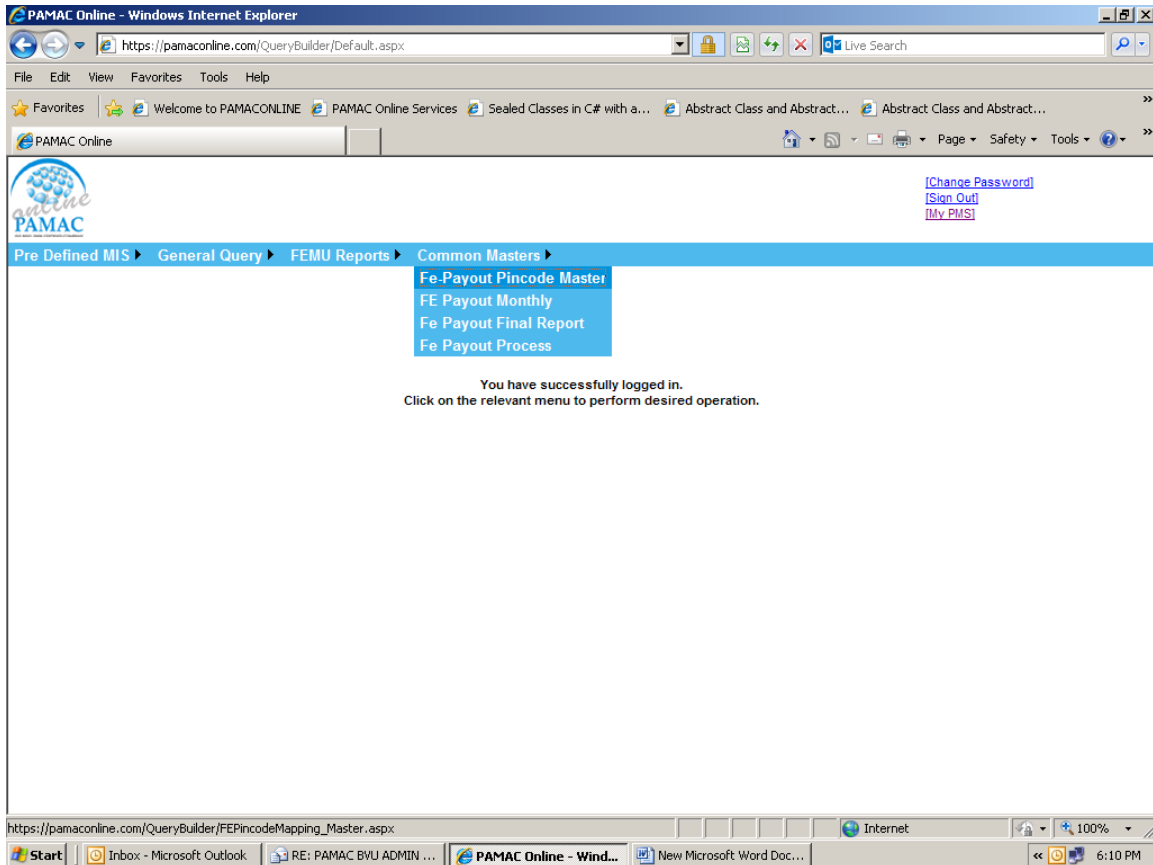 PAMAC Online - Windows Internet Explorer
https://pamaconline.com/QueryBuilder/Default.aspx
Live Search
File Edit View Favorites Tools Help
Favorites Welcome to PAMACONLINE PAMAC Online Services Sealed Classes in C# with a... Abstract Class and Abstract... Abstract Class and Abstract... »
PAMAC Online Page Safety Tools »
online
PAMAC
[Change Password]
[Sign Out]
[My PMS]
Pre Defined MIS General Query FEMU Reports Common Masters
Fe-Payout Pincode Master
FE Payout Monthly
Fe Payout Final Report
Fe Payout Process
You have successfully logged in.
Click on the relevant menu to perform desired operation.
https://pamaconline.com/QueryBuilder/FEPincodeMapping_Master.aspx Internet 100%
Start Inbox - Microsoft Outlook RE: PAMAC BVU ADMIN ... PAMAC Online - Wind... New Microsoft Word Doc... « 6:10 PM